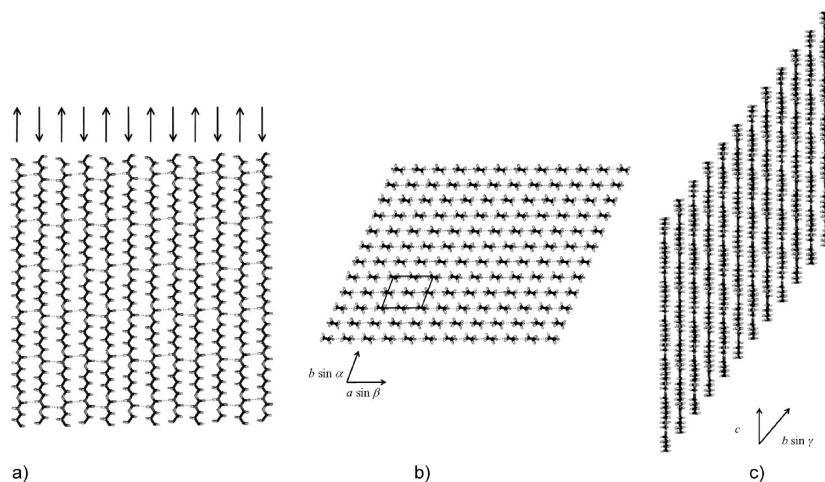 b sin α
a sin β
c
b sin γ
a)
b)
c)